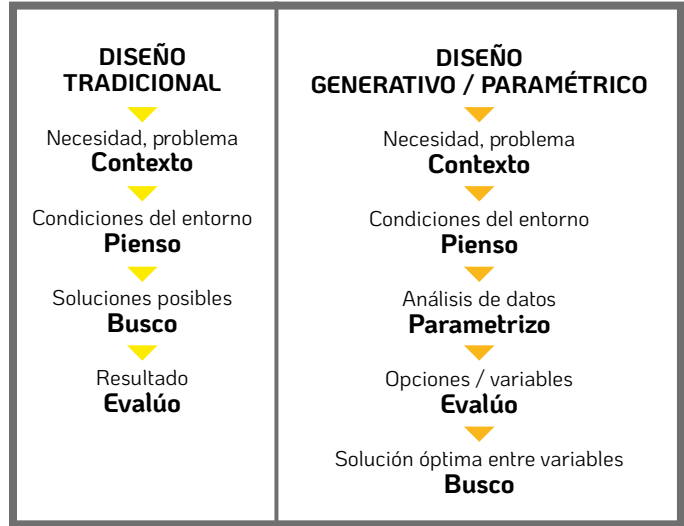 DISEÑO
TRADICIONAL
Necesidad, problema
Contexto
Condiciones del entorno
Pienso
Soluciones posibles
Busco
Resultado
Evalúo
DISEÑO
GENERATIVO / PARAMÉTRICO
Necesidad, problema
Contexto
Condiciones del entorno
Pienso
Análisis de datos
Parametrizo
Opciones / variables
Evalúo
Solución óptima entre variables
Busco